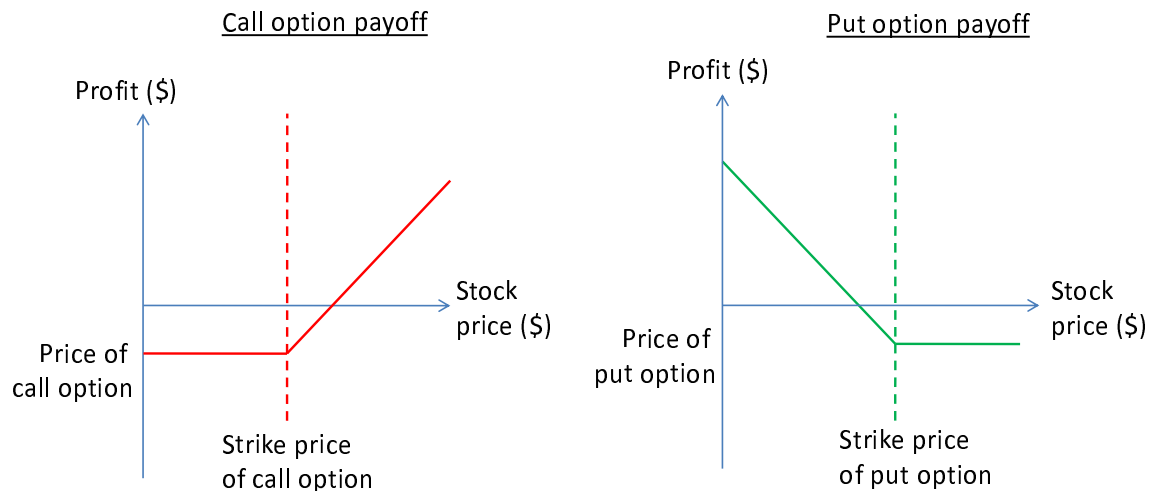 Call option payoff
Profit ($)
Stock
price ($)
Price of
call option
Strike price
of call option
Put option payoff
Profit ($)
Stock
price ($)
Price of
put option
Strike price
of put option